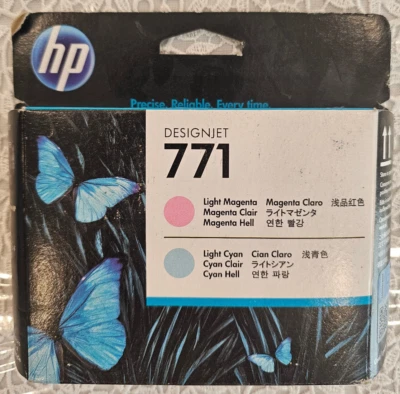 hp
Precise. Reliable. Every time.
DESIGNJET
771
Light Magenta Magenta Claro 浅品红色
Magenta Clair ライトマゼンタ
Magenta Hell 연한 빨강
Light Cyan Cian Claro 浅青色
Cyan Clair ライトシアン
Cyan Hell 연한 파랑